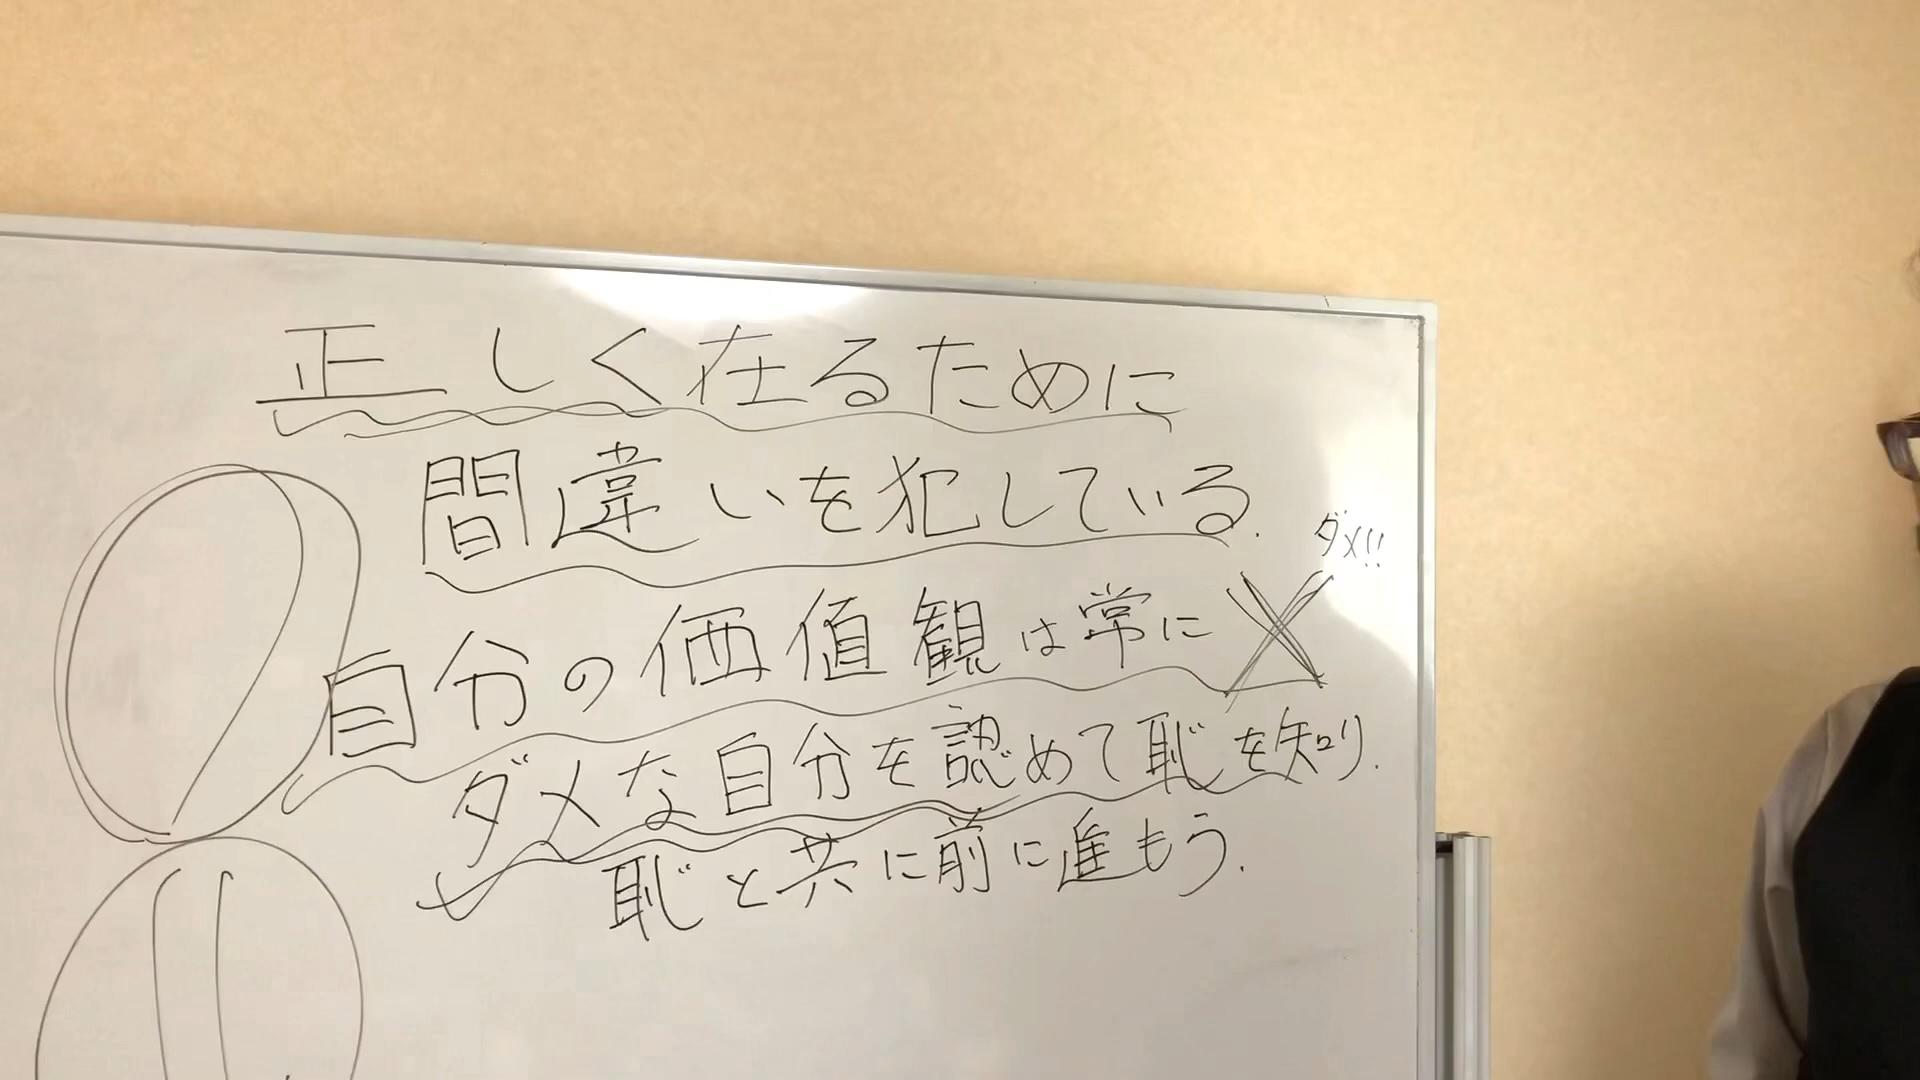 正しく在るために
間違いを犯している.
ダメ!!
自分の価値観は常に✕
ダメな自分を認めて恥を知り.
恥と共に前に進もう.